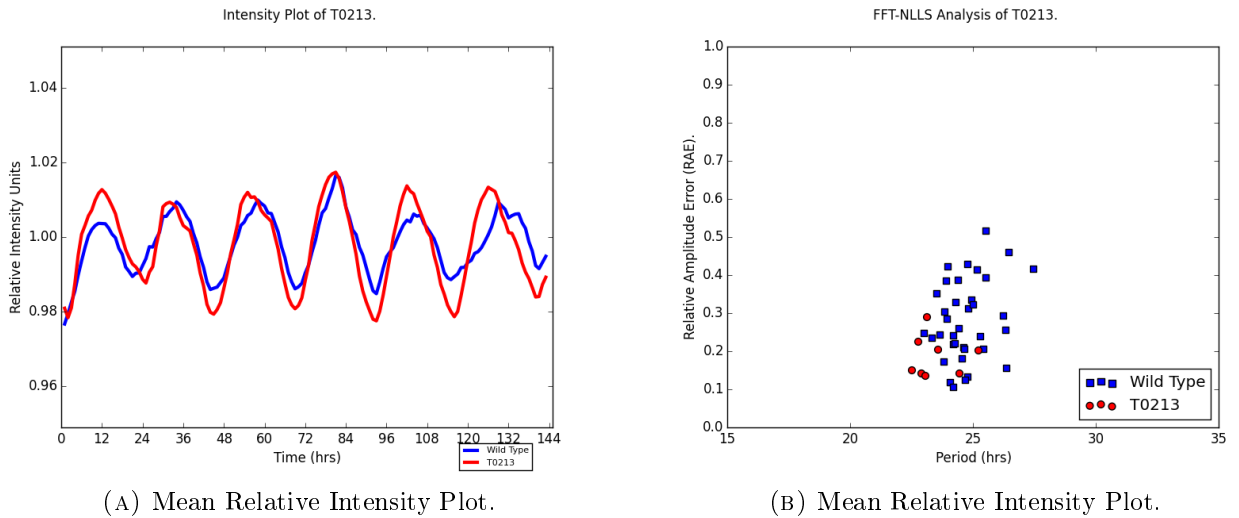 Intensity Plot of T0213.
1.04
1.02
1.00
0.98
0.96
Relative Intensity Units
0 12 24 36 48 60 72 84 96 108 120 132 144
Time (hrs)
Wild Type
T0213
(A) Mean Relative Intensity Plot.
FFT-NLLS Analysis of T0213.
1.0
0.9
0.8
0.7
0.6
0.5
0.4
0.3
0.2
0.1
0.0
Relative Amplitude Error (RAE).
15 20 25 30 35
Period (hrs)
Wild Type
T0213
(B) Mean Relative Intensity Plot.